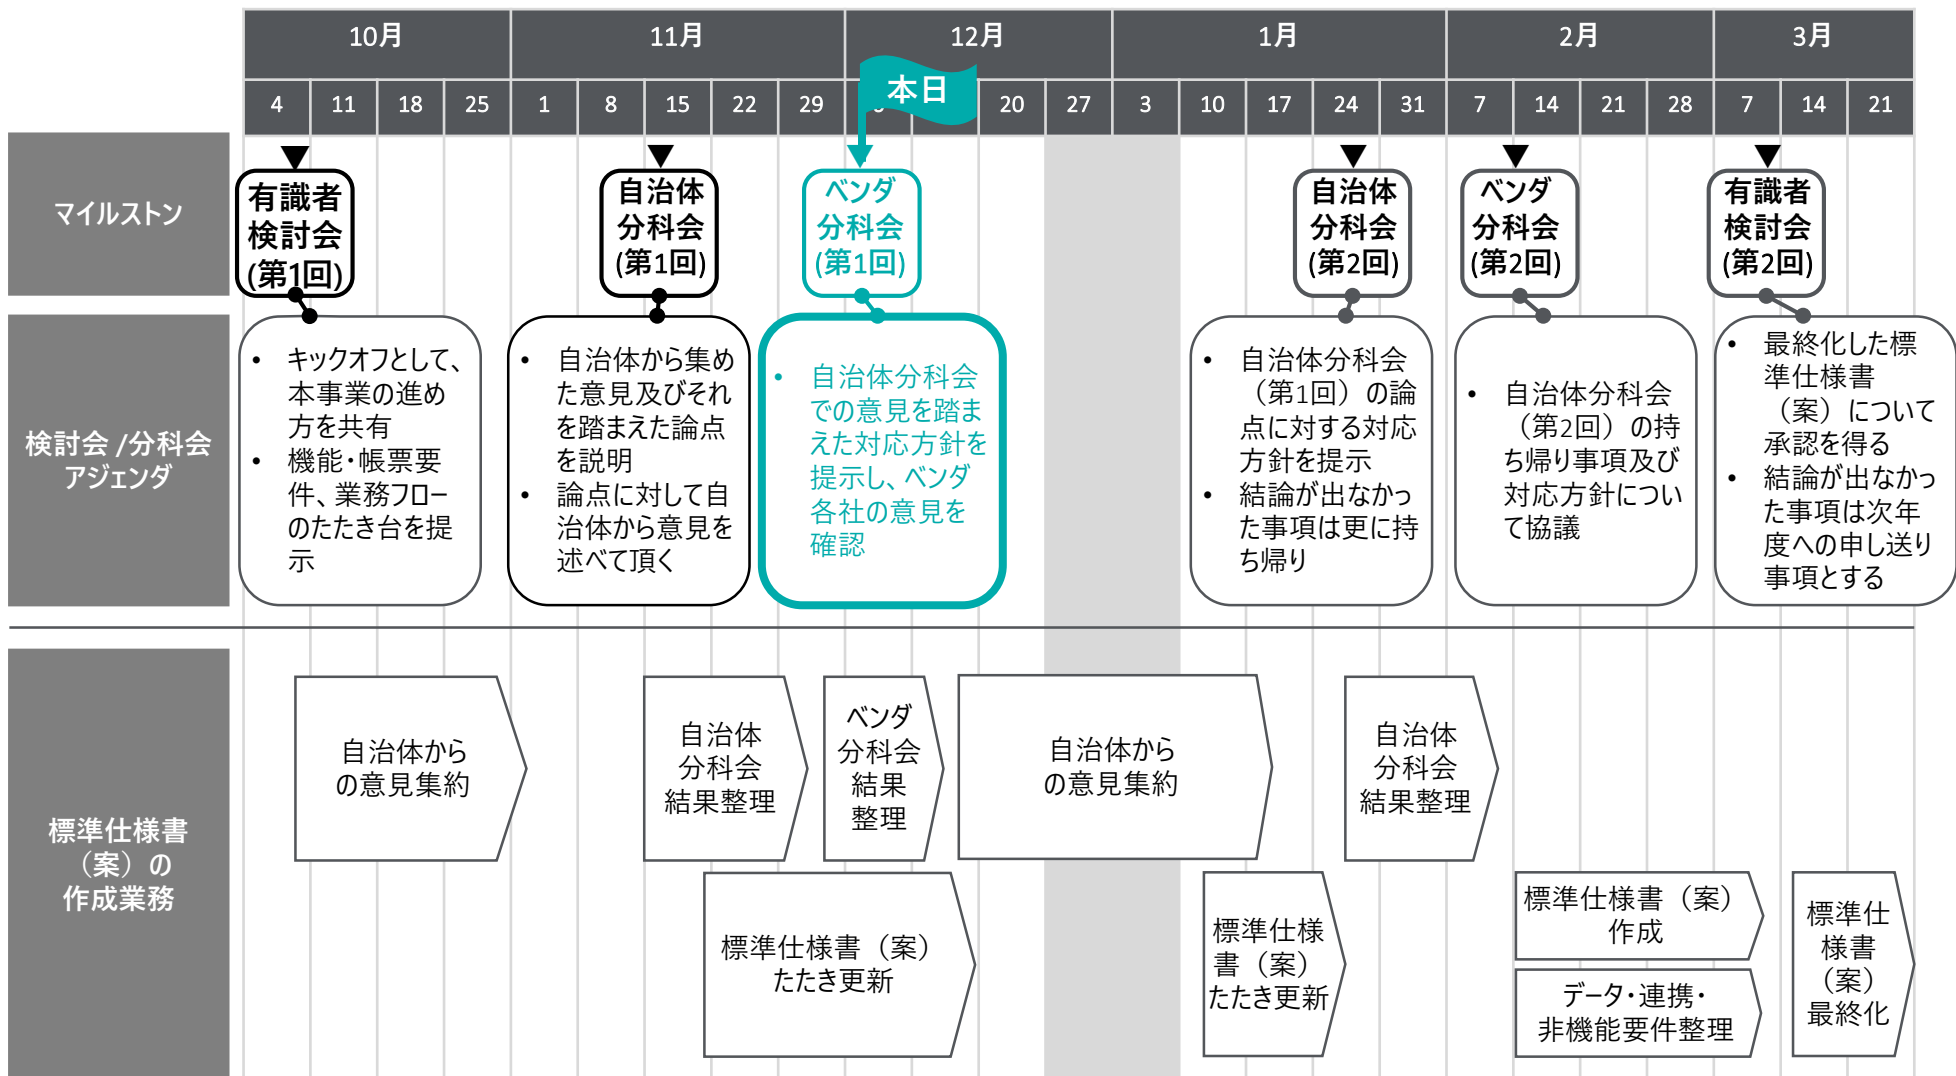 10月
11月
12月
1月
2月
3月
4
11
18
25
1
8
15
22
29
20
27
3
10
17
24
31
7
14
21
28
7
14
21
本日
マイルストン
有識者
検討会
(第1回)
自治体
分科会
(第1回)
ベンダ
分科会
(第1回)
自治体
分科会
(第2回)
ベンダ
分科会
(第2回)
有識者
検討会
(第2回)
検討会 /分科会
アジェンダ
• キックオフとして、
本事業の進め
方を共有
• 機能・帳票要
件、業務フロー
のたたき台を提
示
• 自治体から集め
た意見及びそれ
を踏まえた論点
を説明
• 論点に対して自
治体から意見を
述べて頂く
• 自治体分科会
での意見を踏ま
えた対応方針を
提示し、ベンダ
各社の意見を
確認
• 自治体分科会
（第1回）の論
点に対する対応
方針を提示
• 結論が出なかっ
た事項は更に持
ち帰り
• 自治体分科会
（第2回）の持
ち帰り事項及び
対応方針につい
て協議
• 最終化した標
準仕様書
（案）について
承認を得る
• 結論が出なかっ
た事項は次年
度への申し送り
事項とする
標準仕様書
（案）の
作成業務
自治体から
の意見集約
自治体
分科会
結果整理
ベンダ
分科会
結果
整理
自治体から
の意見集約
自治体
分科会
結果整理
標準仕様書（案）
たたき更新
標準仕様
書（案）
たたき更新
標準仕様書（案）
作成
データ・連携・
非機能要件整理
標準仕
様書
（案）
最終化